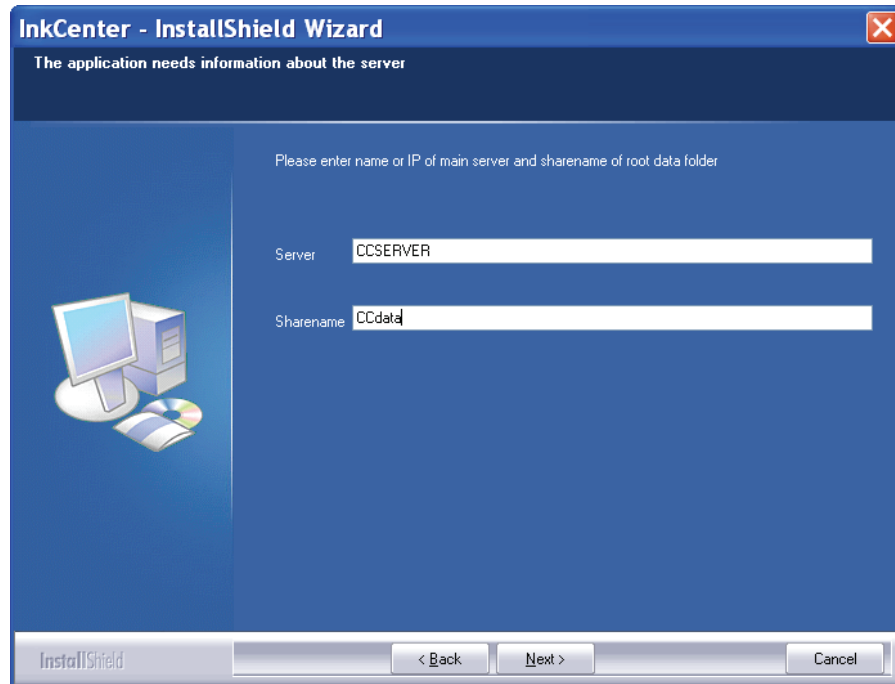 InkCenter - InstallShield Wizard
The application needs information about the server
Please enter name or IP of main server and sharename of root data folder
Server CCSERVER
Sharename CCdata
InstallShield
< Back Next > Cancel